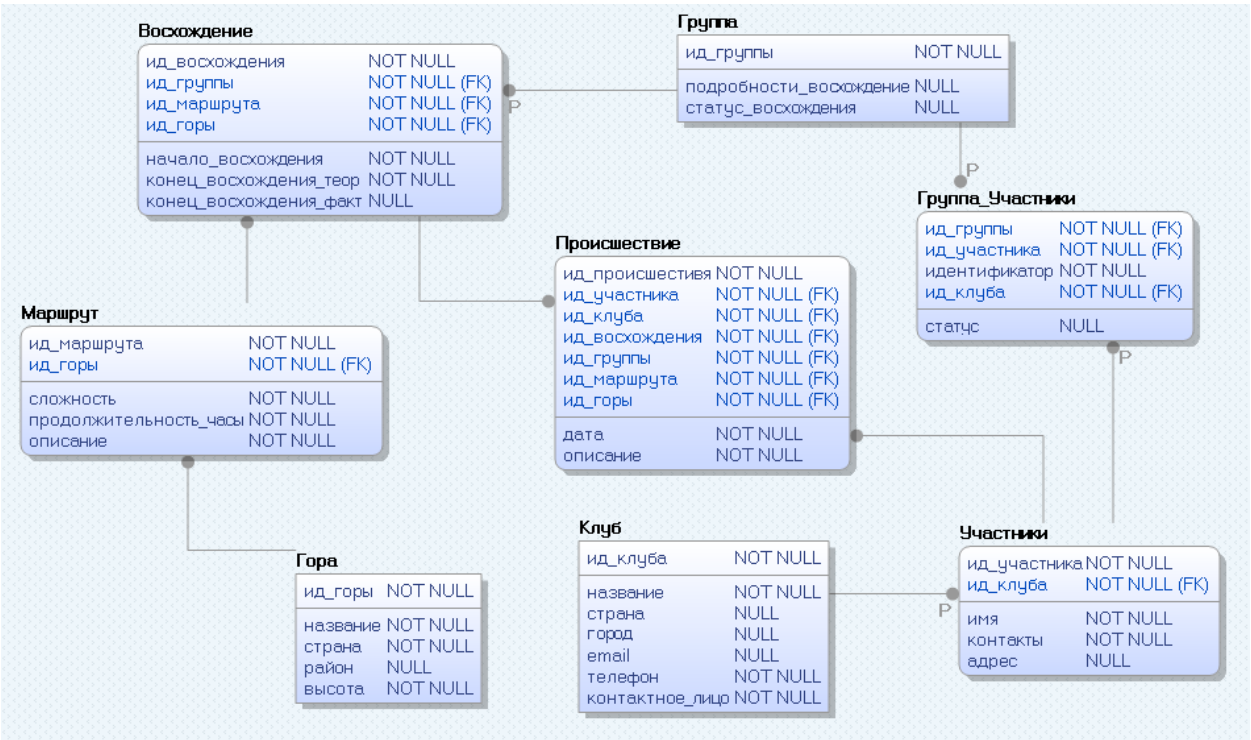 Восхождение
ид_восхождения NOT NULL
ид_группы NOT NULL (FK)
ид_маршрута NOT NULL (FK)
ид_горы NOT NULL (FK)
начало_восхождения NOT NULL
конец_восхождения_теор NOT NULL
конец_восхождения_факт NULL
P
Группа
ид_группы NOT NULL
подробности_восхождение NULL
статус_восхождения NULL
P
Группа_Участники
ид_группы NOT NULL (FK)
ид_участника NOT NULL (FK)
идентификатор NOT NULL
ид_клуба NOT NULL (FK)
статус NULL
P
Происшествие
ид_происшестивя NOT NULL
ид_участника NOT NULL (FK)
ид_клуба NOT NULL (FK)
ид_восхождения NOT NULL (FK)
ид_группы NOT NULL (FK)
ид_маршрута NOT NULL (FK)
ид_горы NOT NULL (FK)
дата NOT NULL
описание NOT NULL
Маршрут
ид_маршрута NOT NULL
ид_горы NOT NULL (FK)
сложность NOT NULL
продолжительность_часы NOT NULL
описание NOT NULL
Гора
ид_горы NOT NULL
название NOT NULL
страна NOT NULL
район NULL
высота NOT NULL
Клуб
ид_клуба NOT NULL
название NOT NULL
страна NULL
город NULL
email NULL
телефон NOT NULL
контактное_лицо NOT NULL
P
Участники
ид_участника NOT NULL
ид_клуба NOT NULL (FK)
имя NOT NULL
контакты NOT NULL
адрес NULL